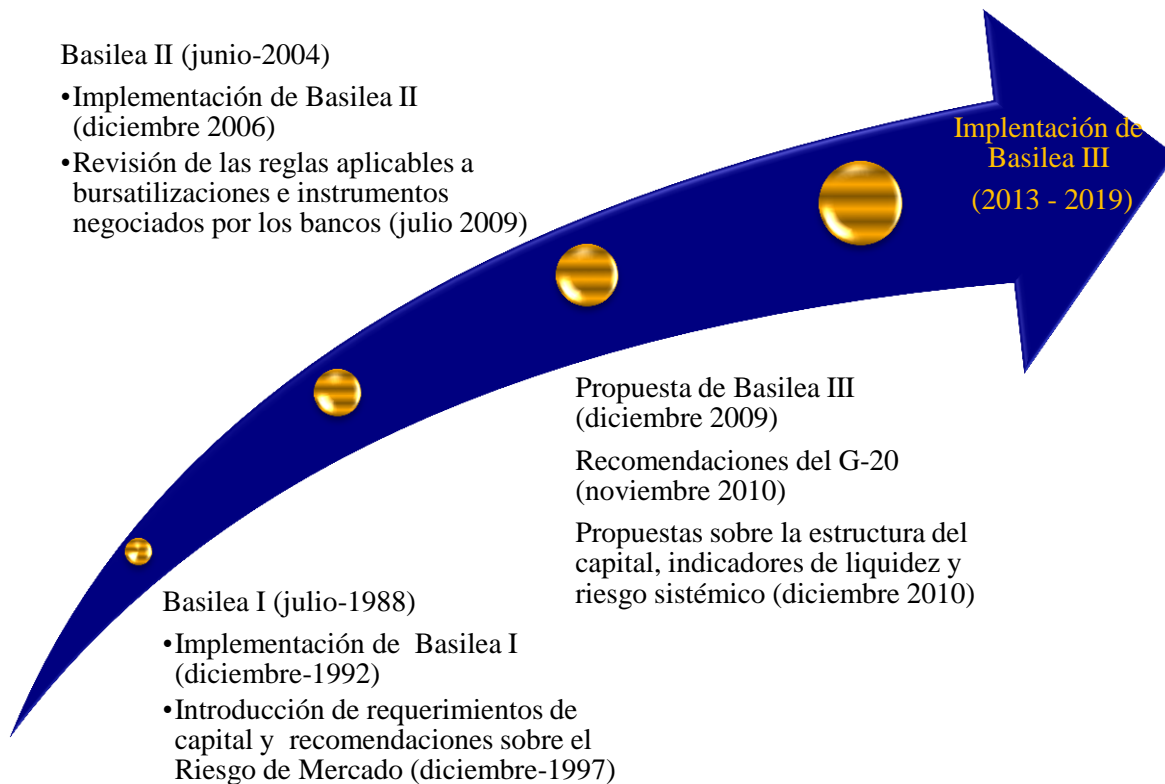 Basilea II (junio-2004)
•Implementación de Basilea II
(diciembre 2006)
•Revisión de las reglas aplicables a
bursatilizaciones e instrumentos
negociados por los bancos (julio 2009)
Implentación de
Basilea III
(2013 - 2019)
Propuesta de Basilea III
(diciembre 2009)
Recomendaciones del G-20
(noviembre 2010)
Propuestas sobre la estructura del
capital, indicadores de liquidez y
riesgo sistémico (diciembre 2010)
Basilea I (julio-1988)
•Implementación de Basilea I
(diciembre-1992)
•Introducción de requerimientos de
capital y recomendaciones sobre el
Riesgo de Mercado (diciembre-1997)